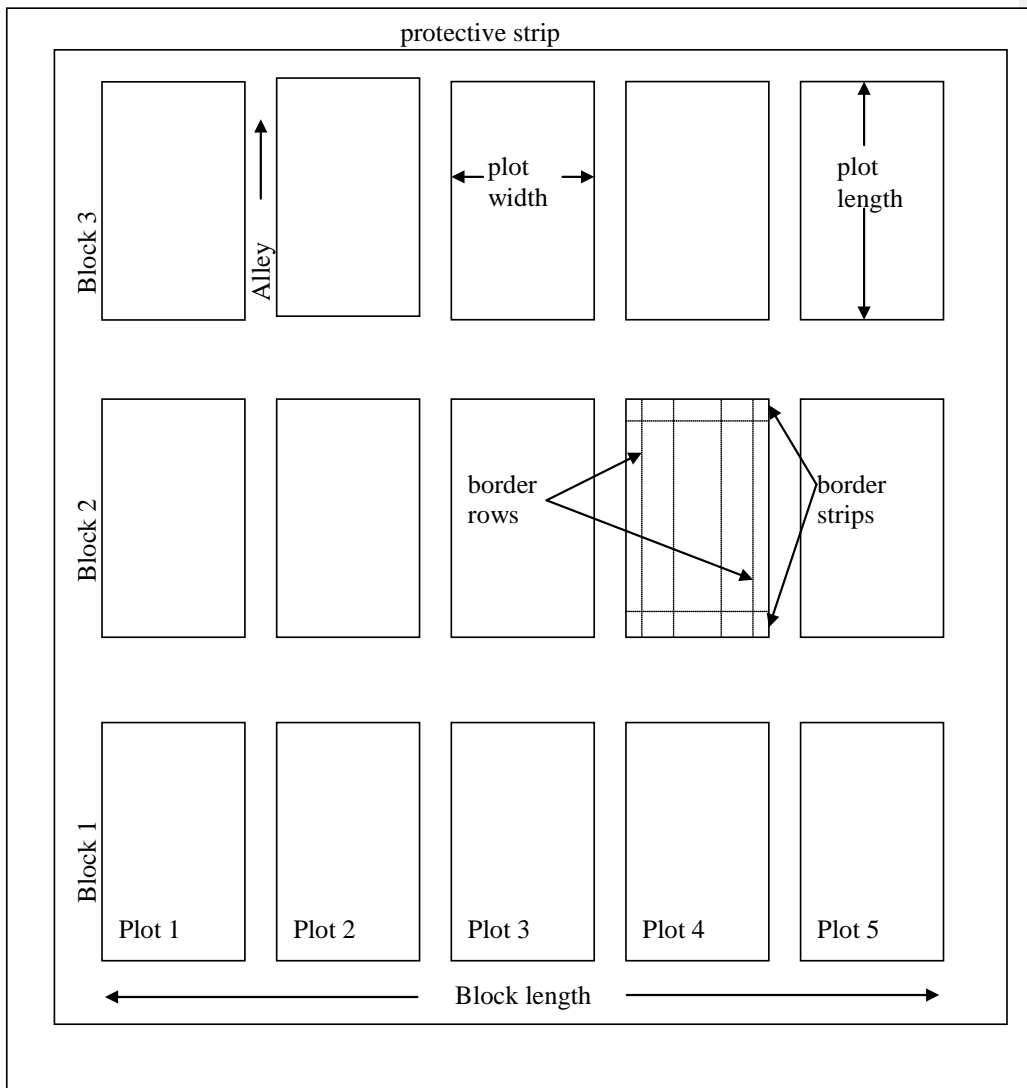 protective strip
Block 3
Alley
plot
width
plot
length
Block 2
border
rows
border
strips
Block 1
Plot 1
Plot 2
Plot 3
Plot 4
Plot 5
Block length